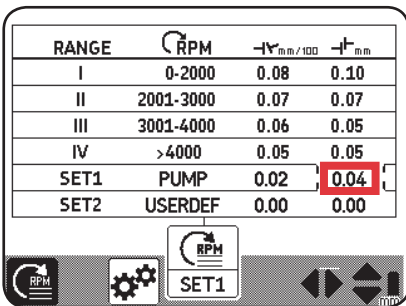 RANGE RPM mm/100 mm
I 0-2000 0.08 0.10
II 2001-3000 0.07 0.07
III 3001-4000 0.06 0.05
IV >4000 0.05 0.05
SET1 PUMP 0.02 0.04
SET2 USERDEF 0.00 0.00
RPM
RPM SET1 mm